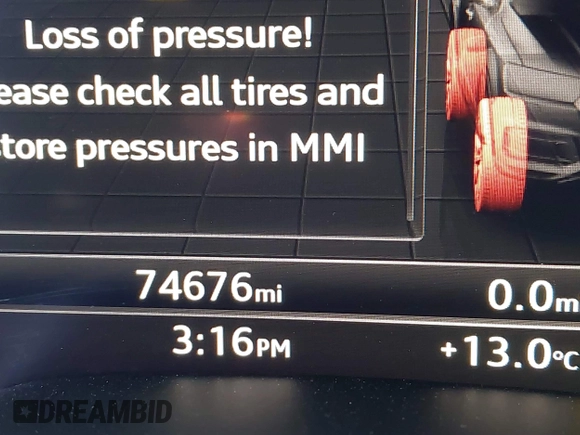 Loss of pressure!
ease check all tires and
tore pressures in MMI
74676mi
0.0m
3:16PM
+13.0°C
DREAMBID